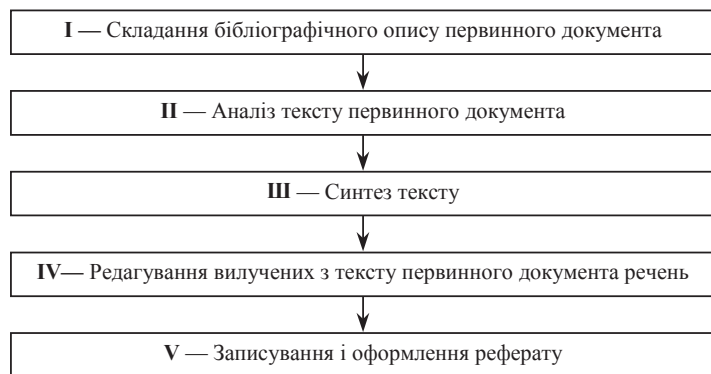 I — Складання бібліографічного опису первинного документа
II — Аналіз тексту первинного документа
III — Синтез тексту
IV— Редагування вилучених з тексту первинного документа речень
V — Записування і оформлення реферату